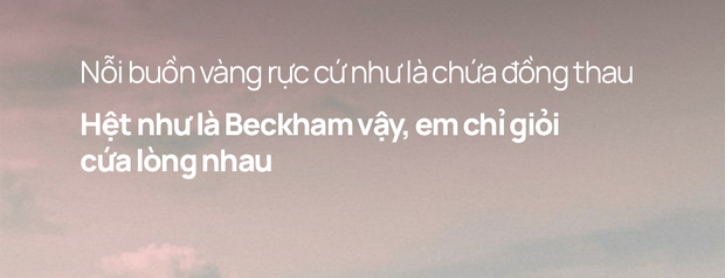 Nỗi buồn vàng rực cứ như là chứa đồng thau
Hệt như là Beckham vậy, em chỉ giỏi
cứa lòng nhau